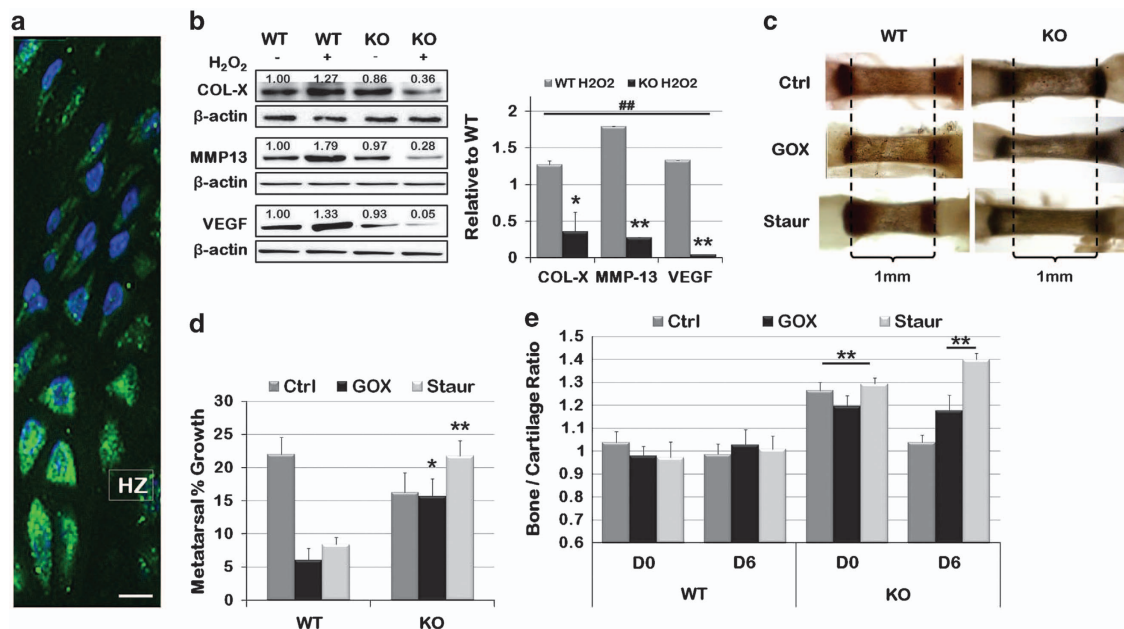 a
HZ
b
WT WT KO KO
H2O2 - + - +
COL-X 1.00 1.27 0.86 0.36
β-actin
MMP13 1.00 1.79 0.97 0.28
β-actin
VEGF 1.00 1.33 0.93 0.05
β-actin
WT H2O2 KO H2O2
Relative to WT
2
1.5
1
0.5
0
##
* ** **
COL-X MMP-13 VEGF
c
WT KO
Ctrl
GOX
Staur
1mm 1mm
d
Ctrl GOX Staur
Metatarsal % Growth
30
25
20
15
10
5
0
* **
WT KO
e
Ctrl GOX Staur
Bone / Cartilage Ratio
1.5
1.4
1.3
1.2
1.1
1
0.9
0.8
0.7
0.6
** **
D0 D6 D0 D6
WT KO